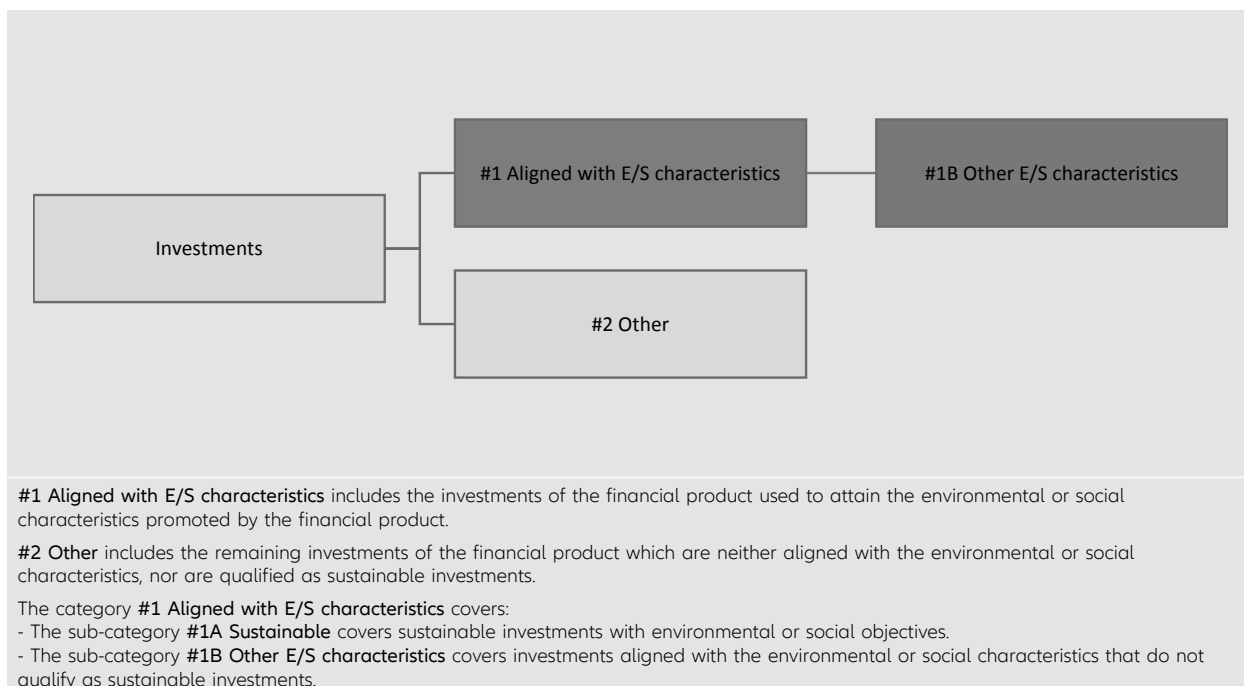 #1 Aligned with E/S characteristics
#1B Other E/S characteristics
Investments
#2 Other
#1 Aligned with E/S characteristics includes the investments of the financial product used to attain the environmental or social
characteristics promoted by the financial product.
#2 Other includes the remaining investments of the financial product which are neither aligned with the environmental or social
characteristics, nor are qualified as sustainable investments.
The category #1 Aligned with E/S characteristics covers:
- The sub-category #1A Sustainable covers sustainable investments with environmental or social objectives.
- The sub-category #1B Other E/S characteristics covers investments aligned with the environmental or social characteristics that do not
qualify as sustainable investments.